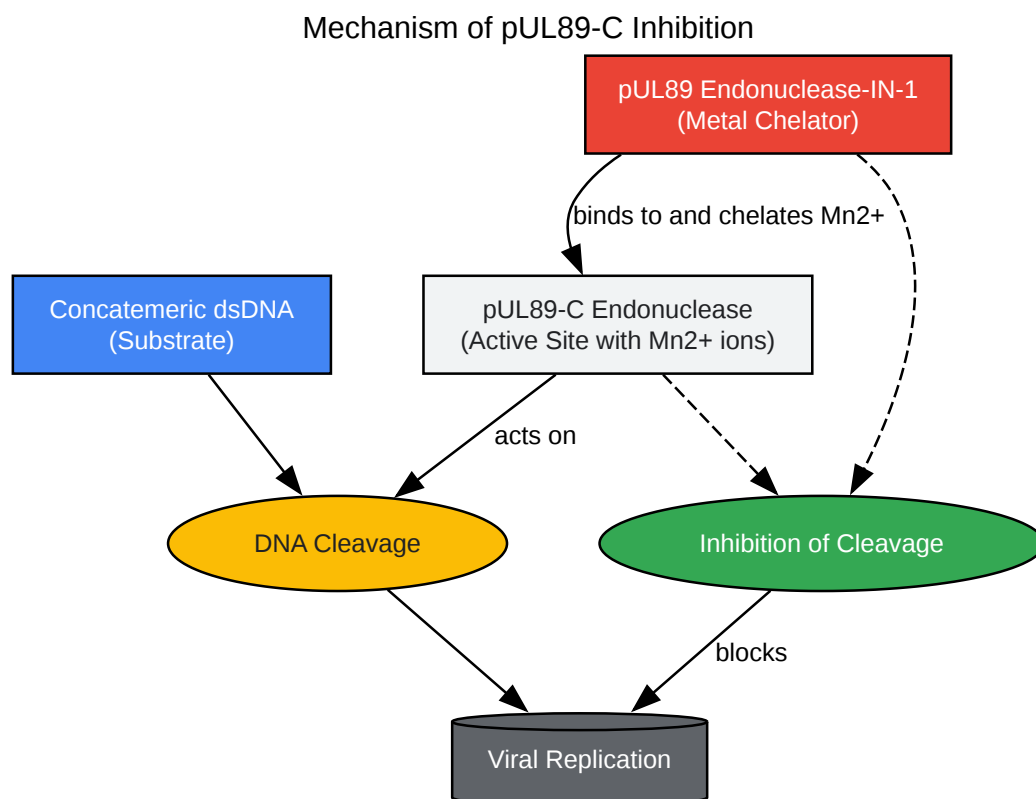 Mechanism of pUL89-C Inhibition
pUL89 Endonuclease-IN-1
(Metal Chelator)
binds to and chelates Mn2+
Concatemeric dsDNA
(Substrate)
pUL89-C Endonuclease
(Active Site with Mn2+ ions)
acts on
DNA Cleavage
Inhibition of Cleavage
blocks
Viral Replication